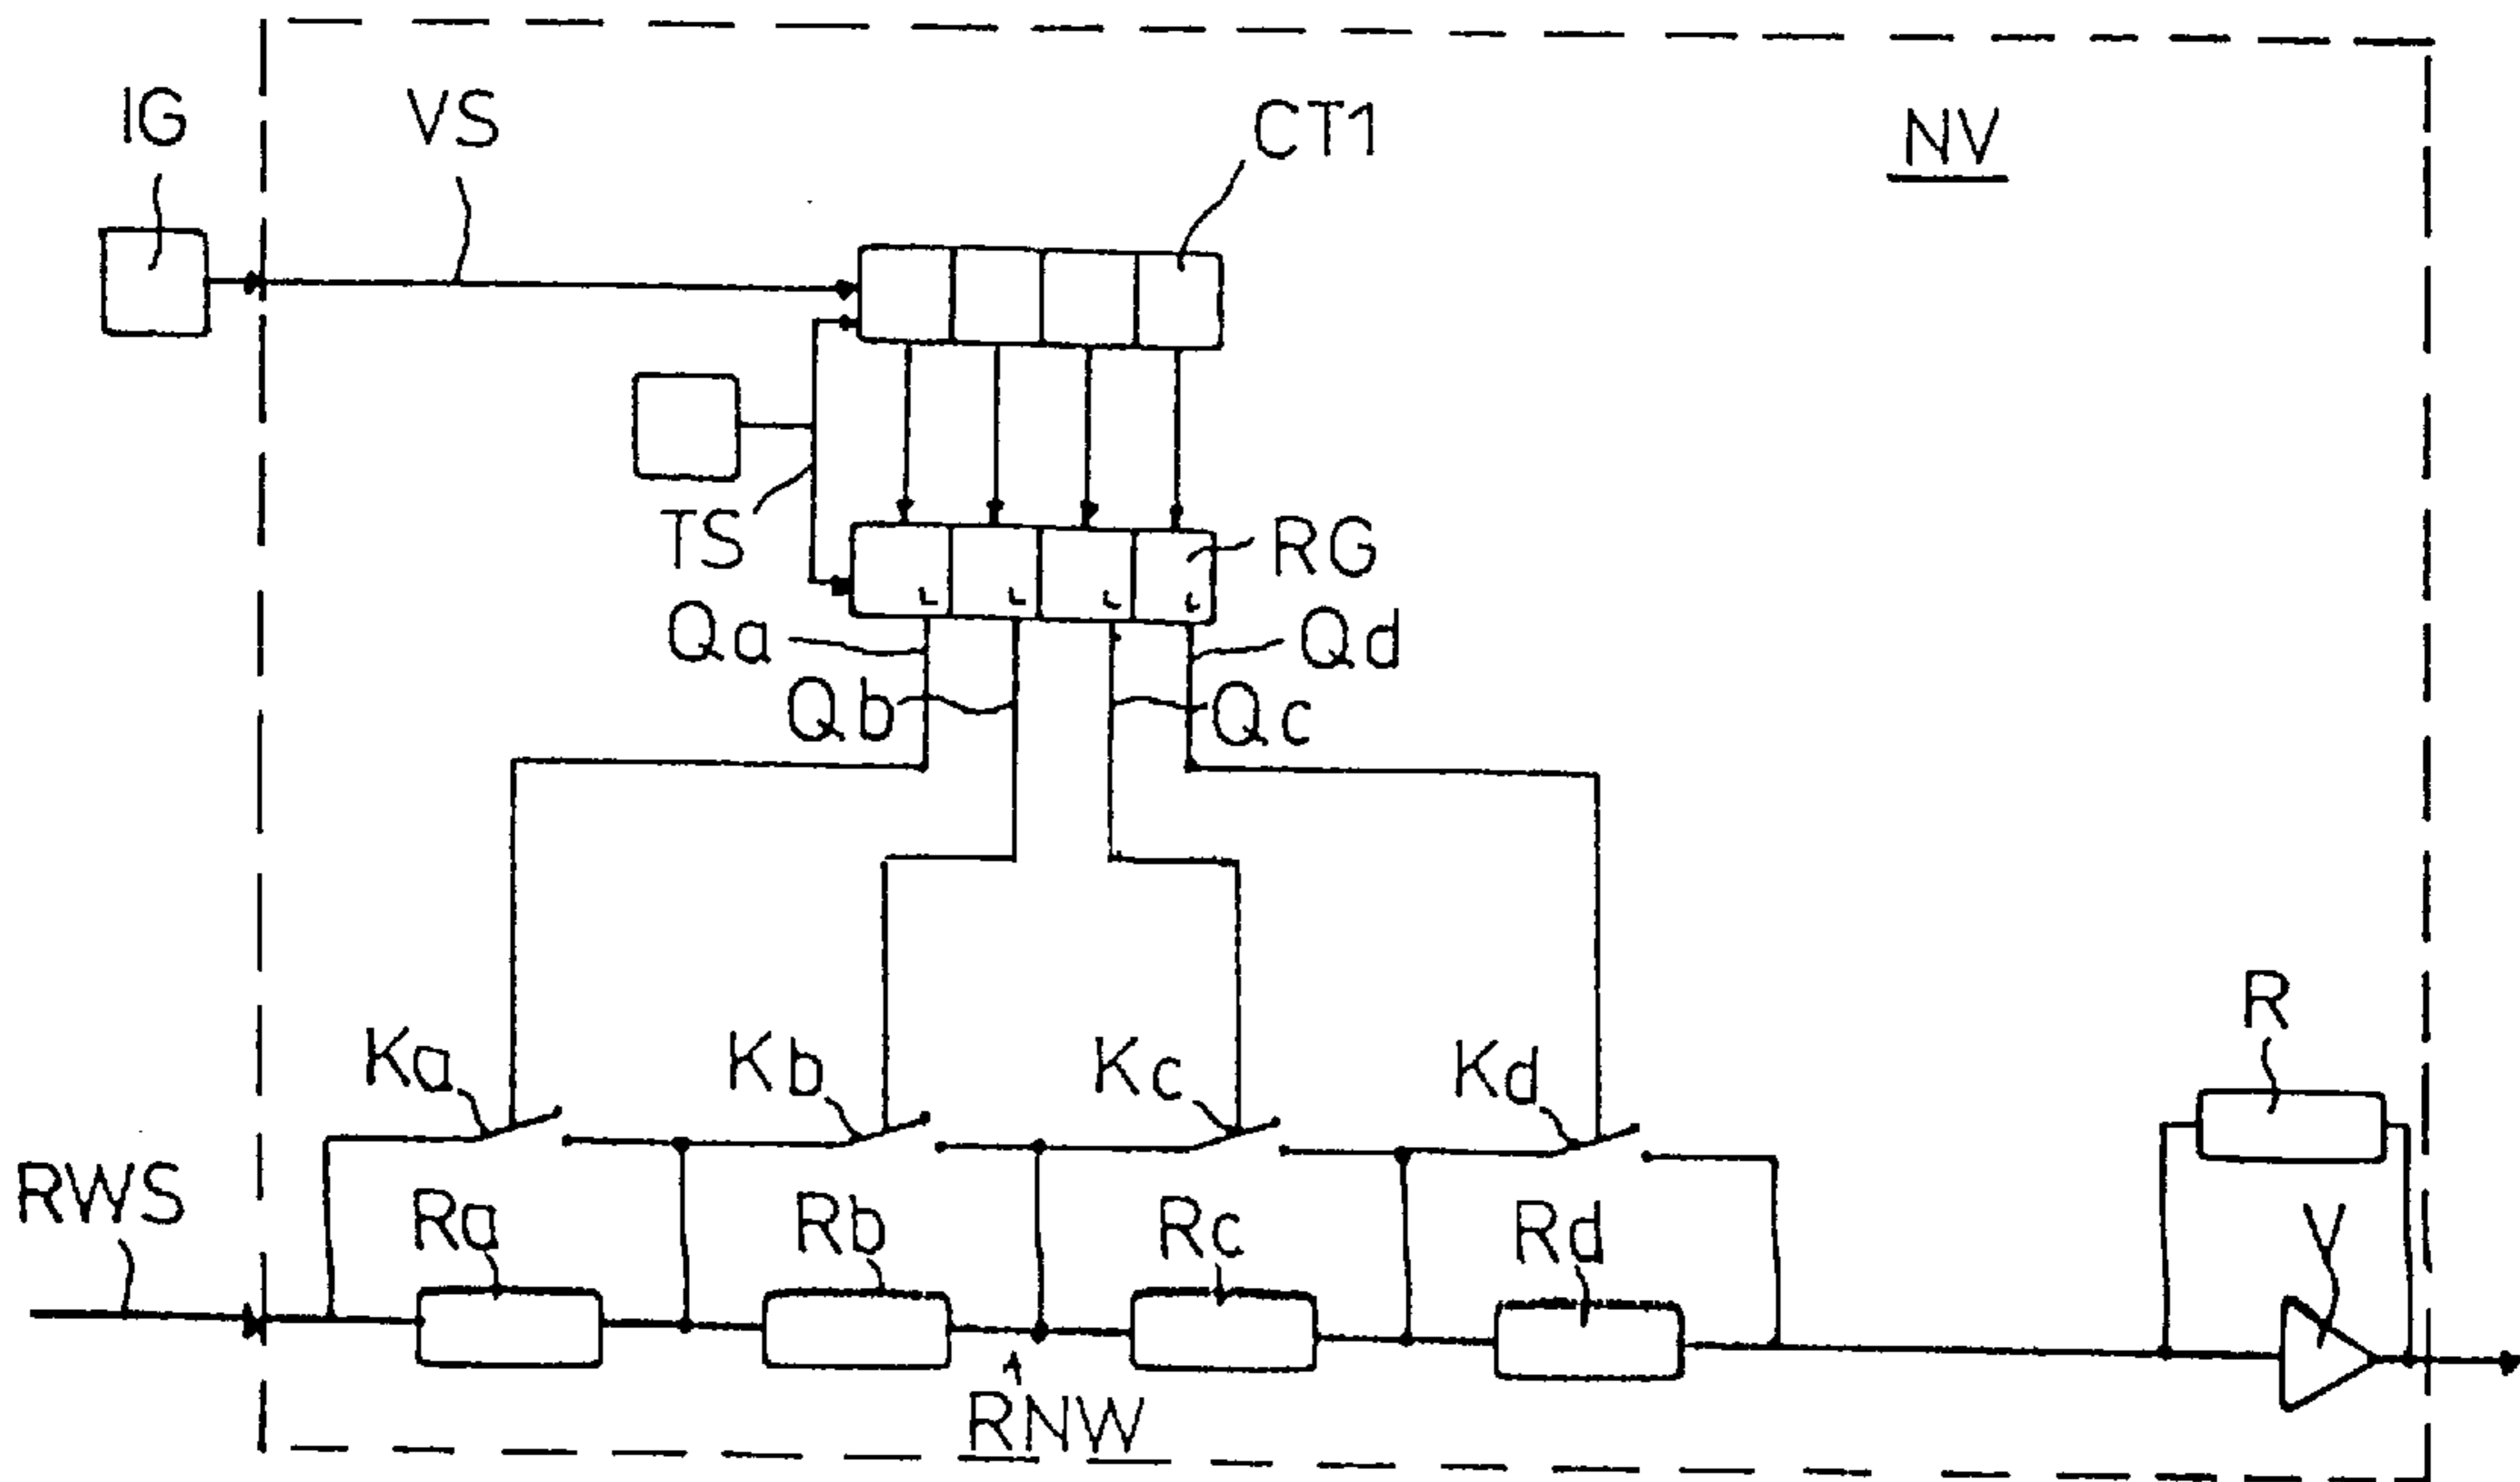 IG
VS
CT1
NV
TS
RG
Qa
Qd
Qb
Qc
R
Ka
Kb
Kc
Kd
RWS
Ra
Rb
Rc
Rd
V
RNW